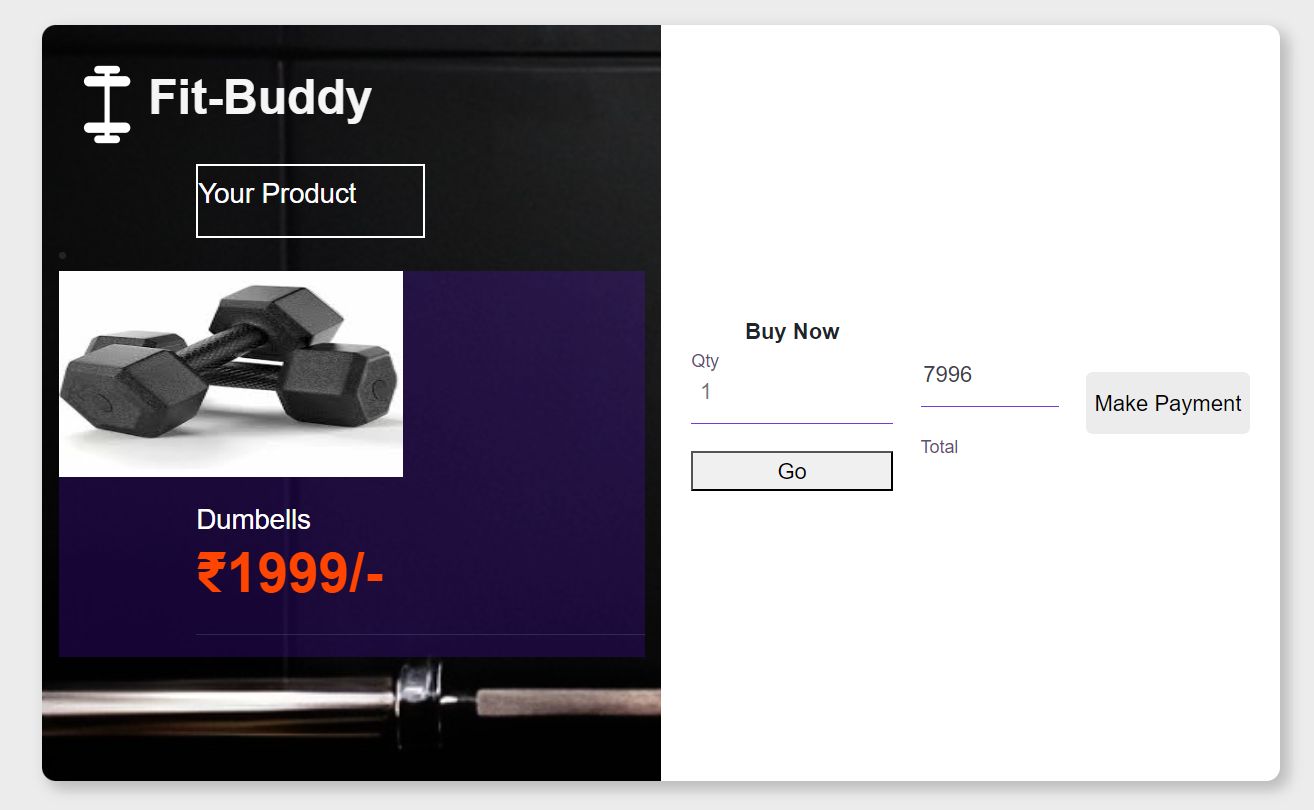 Fit-Buddy
Your Product
Dumbells
₹1999/-
Buy Now
Qty
1
Go
7996
Total
Make Payment